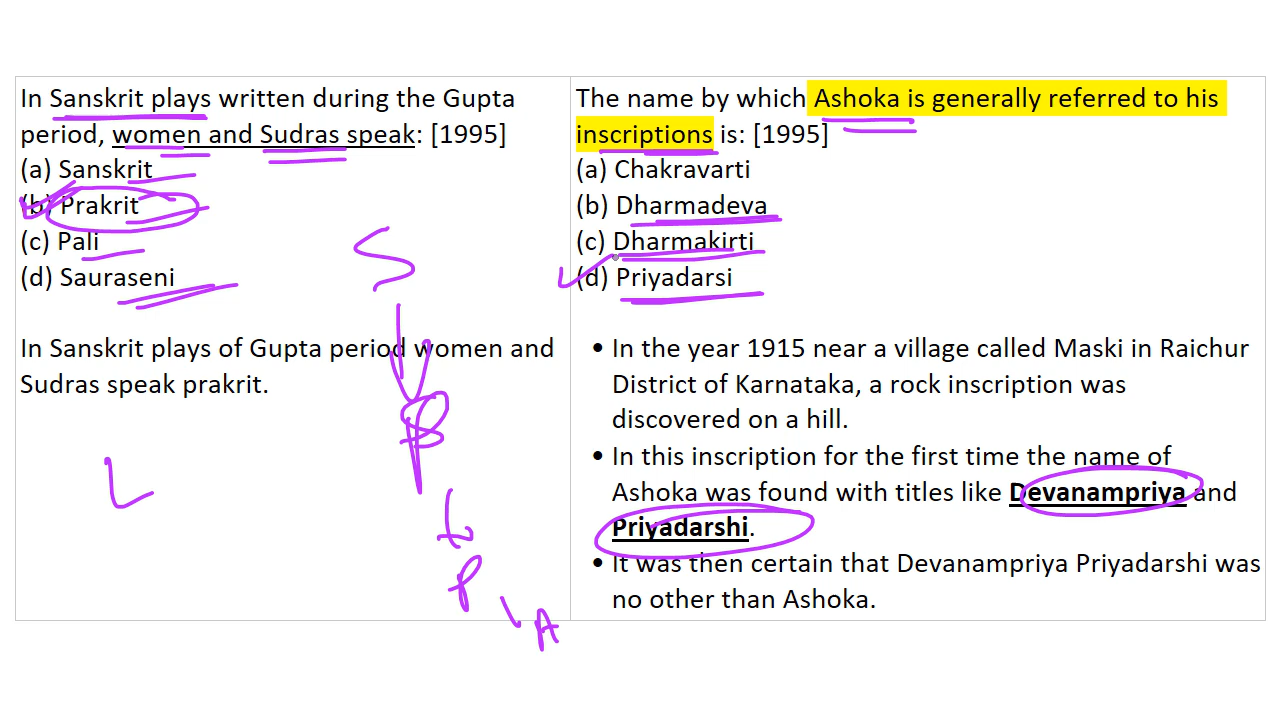 In Sanskrit plays written during the Gupta
period, women and Sudras speak: [1995]
(a) Sanskrit
(b) Prakrit
(c) Pali
(d) Sauraseni
In Sanskrit plays of Gupta period women and
Sudras speak prakrit.
The name by which Ashoka is generally referred to his
inscriptions is: [1995]
(a) Chakravarti
(b) Dharmadeva
(c) Dharmakirti
(d) Priyadarsi
• In the year 1915 near a village called Maski in Raichur
District of Karnataka, a rock inscription was
discovered on a hill.
• In this inscription for the first time the name of
Ashoka was found with titles like Devanampriya and
Priyadarshi.
• It was then certain that Devanampriya Priyadarshi was
no other than Ashoka.